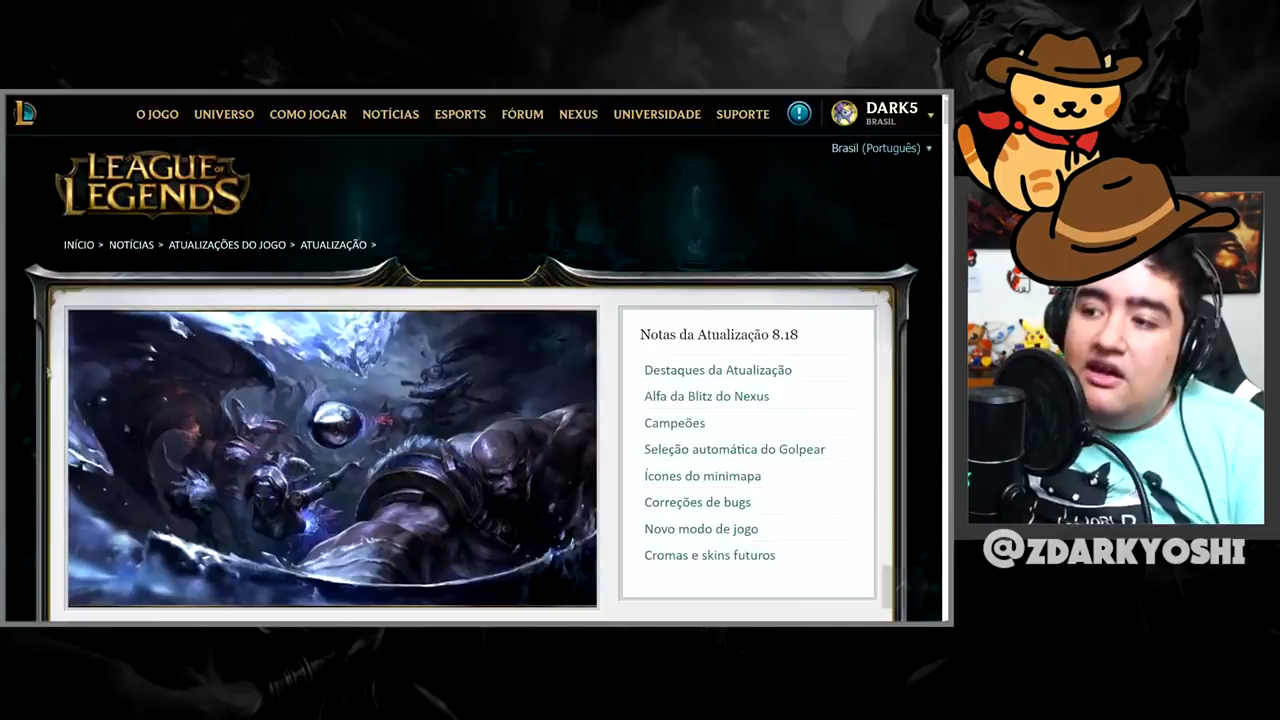 O JOGO UNIVERSO COMO JOGAR NOTÍCIAS ESPORTS FÓRUM NEXUS UNIVERSIDADE SUPORTE
DARK5
BRASIL
Brasil (Português)
LEAGUE OF
LEGENDS
INÍCIO > NOTÍCIAS > ATUALIZAÇÕES DO JOGO > ATUALIZAÇÃO >
Notas da Atualização 8.18
Destaques da Atualização
Alfa da Blitz do Nexus
Campeões
Seleção automática do Golpear
Ícones do minimapa
Correções de bugs
Novo modo de jogo
Cromas e skins futuros
@ZDARKYOSHI